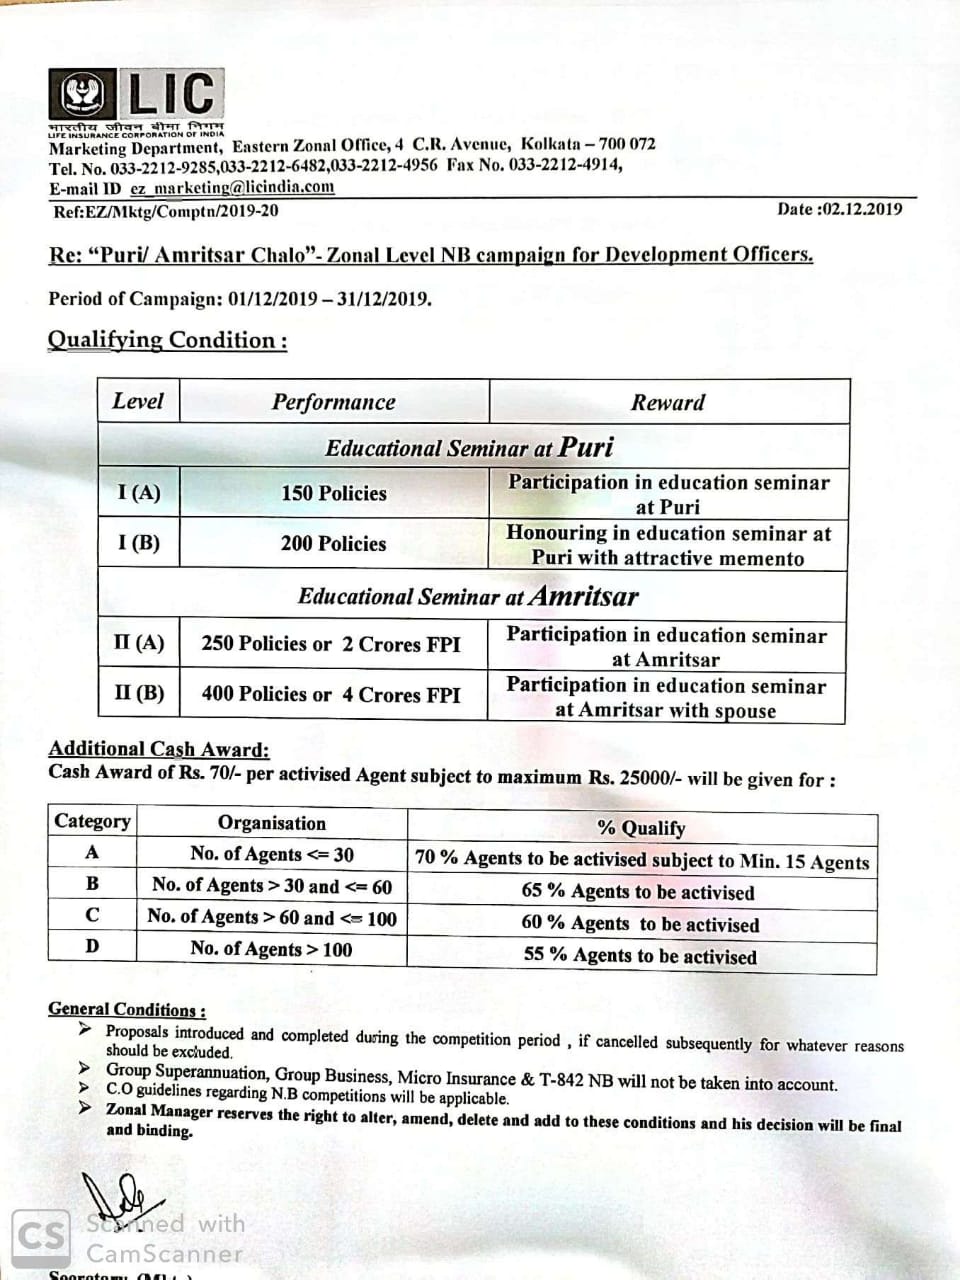 LIC
भारतीय जीवन बीमा निगम
LIFE INSURANCE CORPORATION OF INDIA
Marketing Department, Eastern Zonal Office, 4 C.R. Avenue, Kolkata – 700 072
Tel. No. 033-2212-9285,033-2212-6482,033-2212-4956 Fax No. 033-2212-4914,
E-mail ID ez_marketing@licindia.com
Ref:EZ/Mktg/Comptn/2019-20 Date :02.12.2019
Re: “Puri/ Amritsar Chalo”- Zonal Level NB campaign for Development Officers.
Period of Campaign: 01/12/2019 – 31/12/2019.
Qualifying Condition :
Level Performance Reward
Educational Seminar at Puri
I (A) 150 Policies Participation in education seminar
at Puri
I (B) 200 Policies Honouring in education seminar at
Puri with attractive memento
Educational Seminar at Amritsar
II (A) 250 Policies or 2 Crores FPI Participation in education seminar
at Amritsar
II (B) 400 Policies or 4 Crores FPI Participation in education seminar
at Amritsar with spouse
Additional Cash Award:
Cash Award of Rs. 70/- per activised Agent subject to maximum Rs. 25000/- will be given for :
Category Organisation % Qualify
A No. of Agents <= 30 70 % Agents to be activised subject to Min. 15 Agents
B No. of Agents > 30 and <= 60 65 % Agents to be activised
C No. of Agents > 60 and <= 100 60 % Agents to be activised
D No. of Agents > 100 55 % Agents to be activised
General Conditions :
➢ Proposals introduced and completed during the competition period , if cancelled subsequently for whatever reasons
should be excluded.
➢ Group Superannuation, Group Business, Micro Insurance & T-842 NB will not be taken into account.
➢ C.O guidelines regarding N.B competitions will be applicable.
➢ Zonal Manager reserves the right to alter, amend, delete and add to these conditions and his decision will be final
and binding.
CS Scanned with
CamScanner